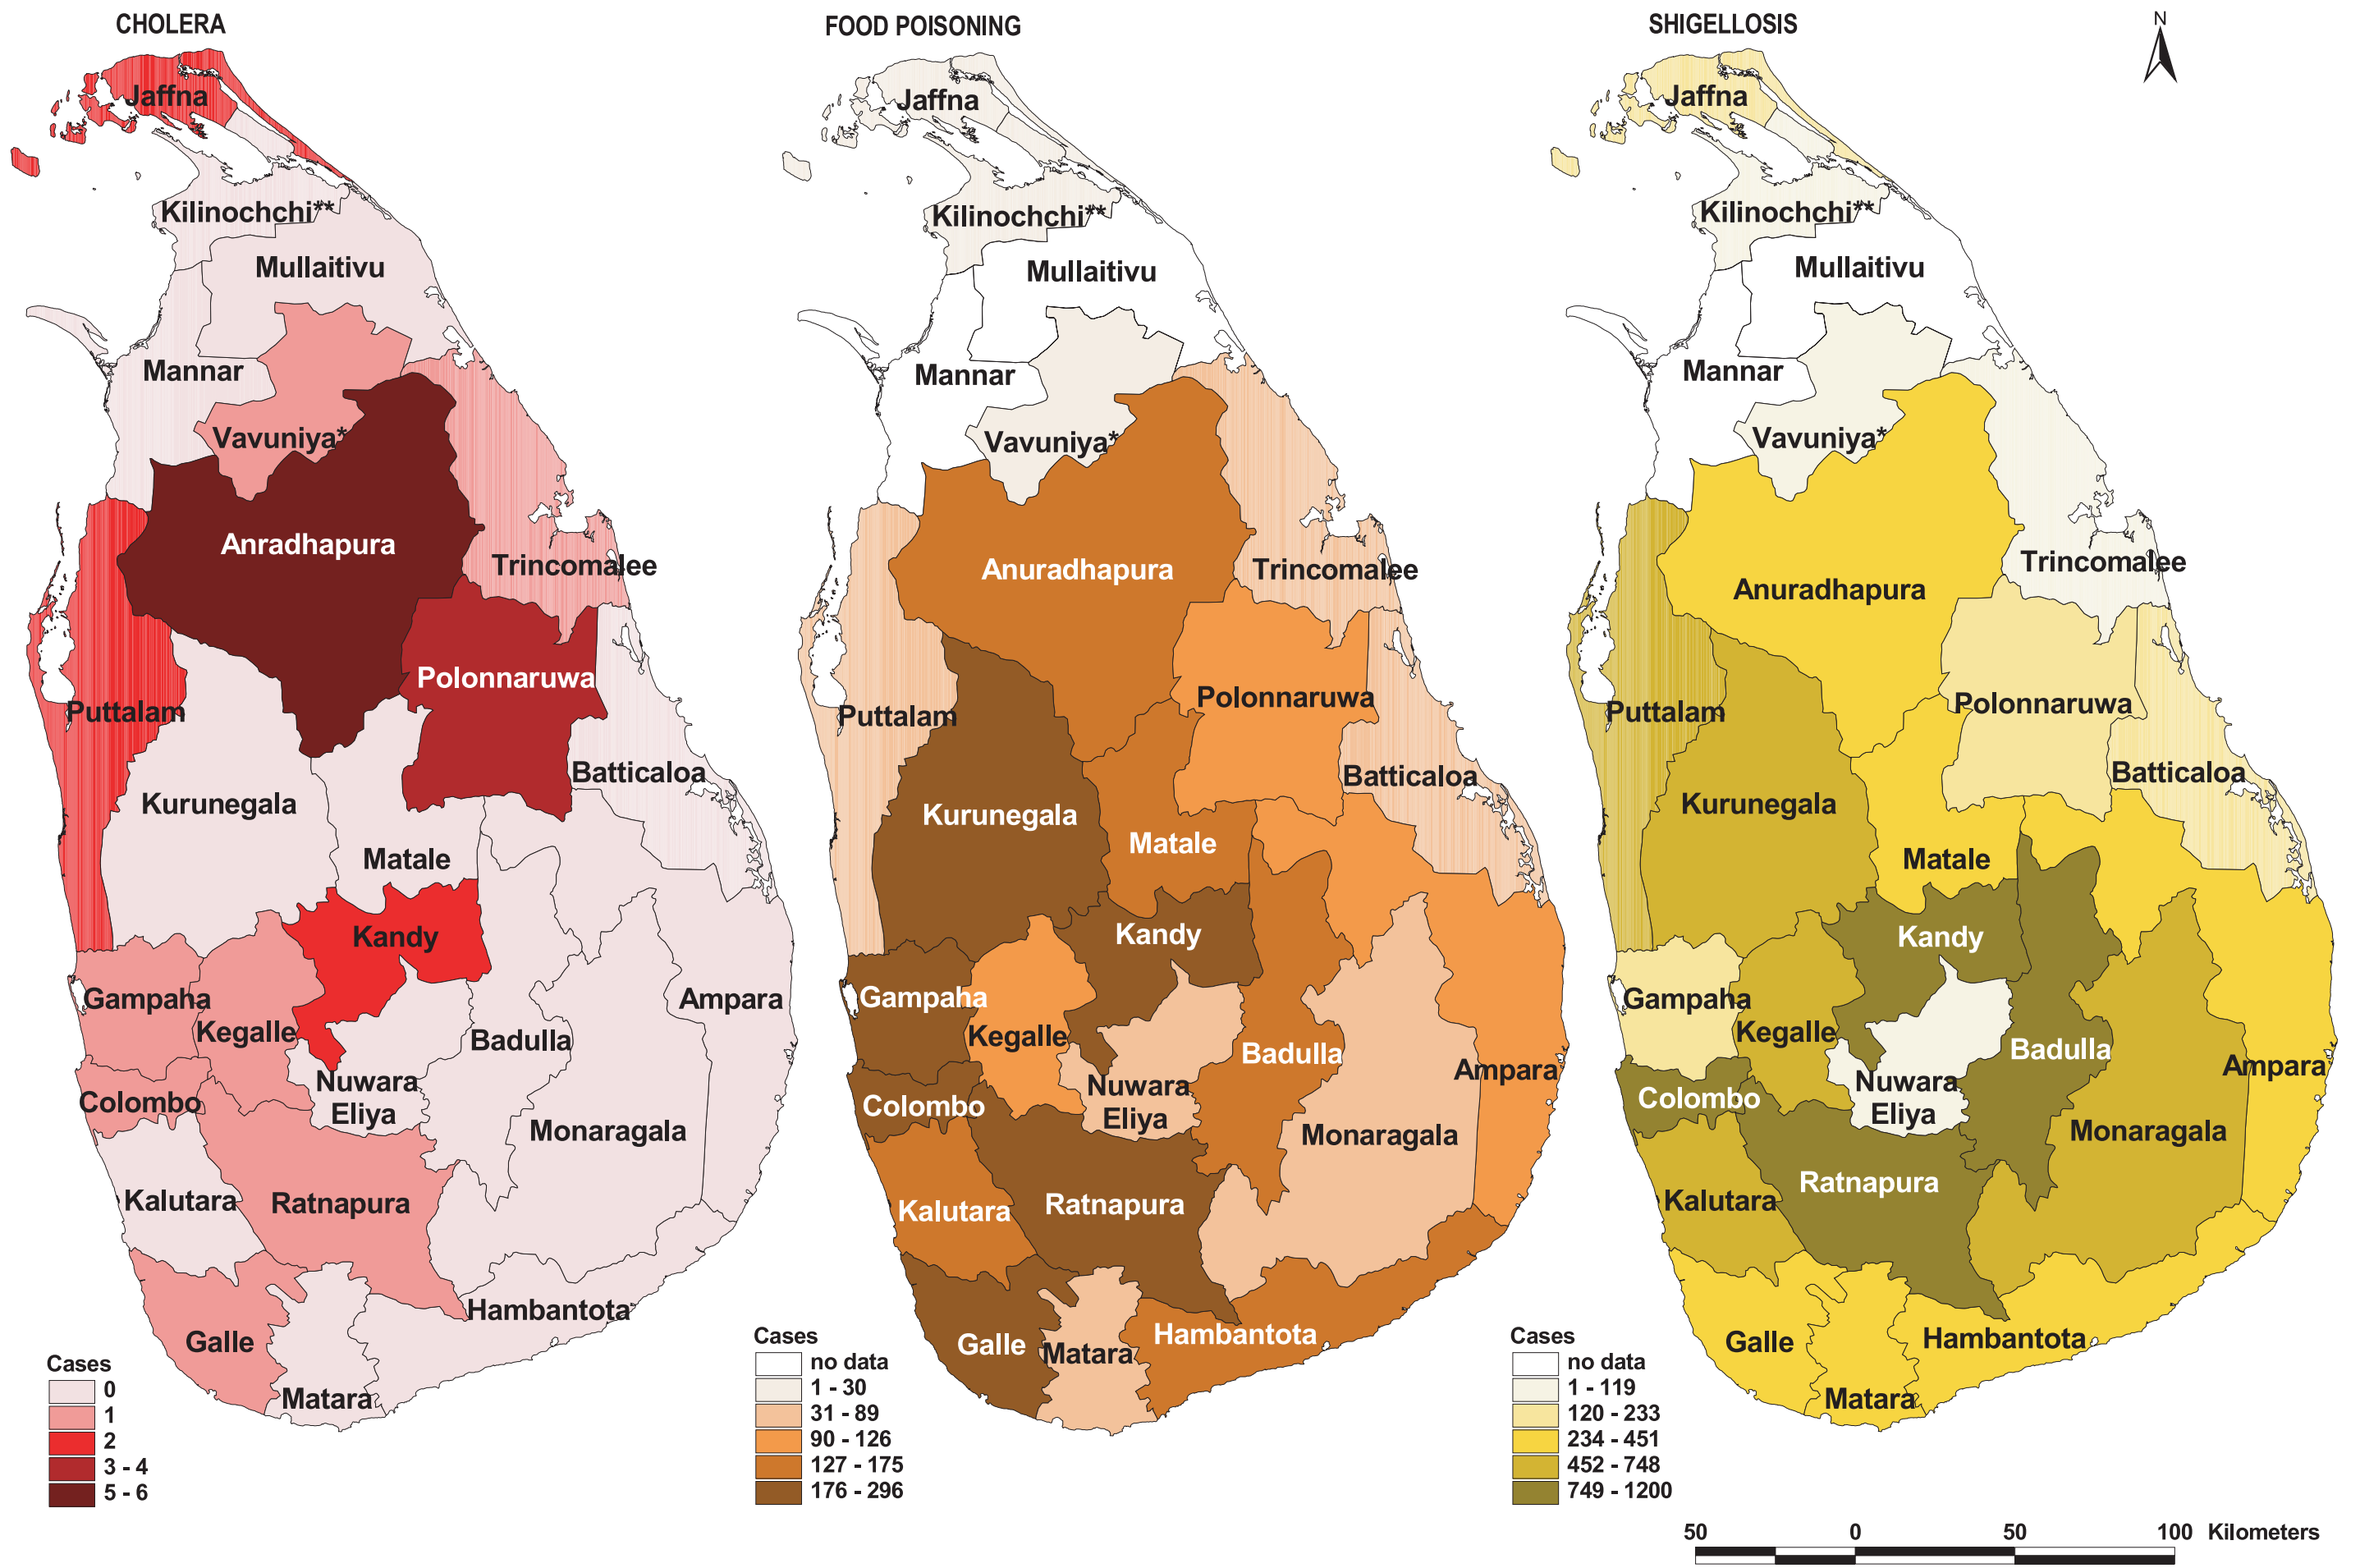 CHOLERA
Jaffna
Kilinochchi**
Mullaitivu
Mannar
Vavuniya*
Anradhapura
Trincomalee
Polonnaruwa
Puttalam
Batticaloa
Kurunegala
Matale
Kandy
Gampaha
Kegalle
Ampara
Badulla
Nuwara
Eliya
Colombo
Monaragala
Kalutara
Ratnapura
Hambantota
Galle
Matara
Cases
0
1
2
3 - 4
5 - 6
FOOD POISONING
Jaffna
Kilinochchi**
Mullaitivu
Mannar
Vavuniya*
Anuradhapura
Trincomalee
Polonnaruwa
Puttalam
Batticaloa
Kurunegala
Matale
Kandy
Gampaha
Kegalle
Badulla
Ampara
Nuwara
Eliya
Colombo
Monaragala
Kalutara
Ratnapura
Hambantota
Galle
Matara
Cases
no data
1 - 30
31 - 89
90 - 126
127 - 175
176 - 296
SHIGELLOSIS
N
Jaffna
Kilinochchi**
Mullaitivu
Mannar
Vavuniya*
Trincomalee
Anuradhapura
Polonnaruwa
Puttalam
Batticaloa
Kurunegala
Matale
Kandy
Gampaha
Kegalle
Badulla
Ampara
Nuwara
Eliya
Colombo
Monaragala
Ratnapura
Kalutara
Hambantota
Galle
Matara
Cases
no data
1 - 119
120 - 233
234 - 451
452 - 748
749 - 1200
50 0 50 100 Kilometers